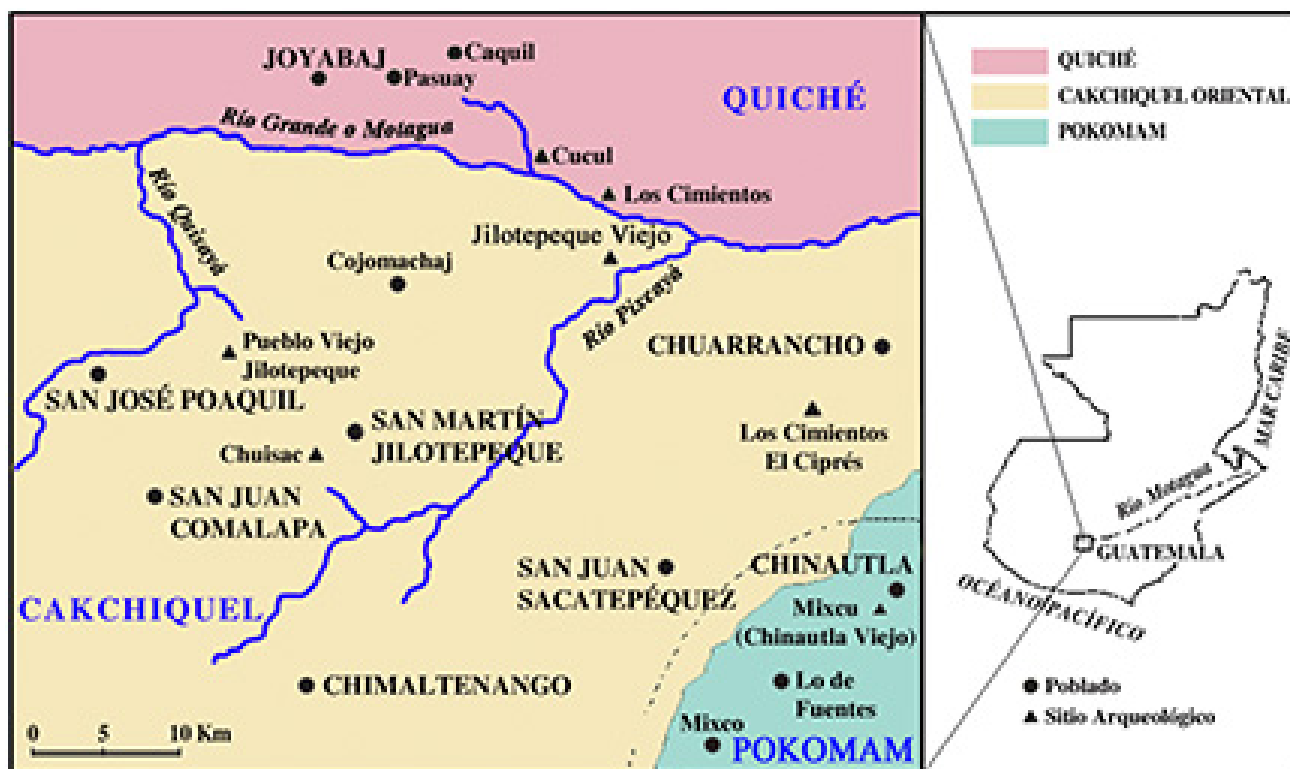 JOYABAJ
Caquil
Pasuay
QUICHÉ
Río Grande o Motagua
Cucul
Los Cimientos
Río Quisayá
Jilotepeque Viejo
Cojomachaj
Río Pixcayá
Pueblo Viejo
Jilotepeque
CHUARRANCHO
SAN JOSÉ POAQUIL
SAN MARTÍN
JILOTEPEQUE
Los Cimientos
El Ciprés
Chuisac
SAN JUAN
COMALAPA
CAKCHIQUEL
SAN JUAN
SACATEPÉQUEZ
CHINAUTLA
Mixcu
(Chinautla Viejo)
CHIMALTENANGO
Lo de
Fuentes
Mixco
POKOMAM
0 5 10 Km
QUICHÉ
CAKCHIQUEL ORIENTAL
POKOMAM
MAR CARIBE
Río Motagua
GUATEMALA
OCÉANO PACÍFICO
Poblado
Sitio Arqueológico